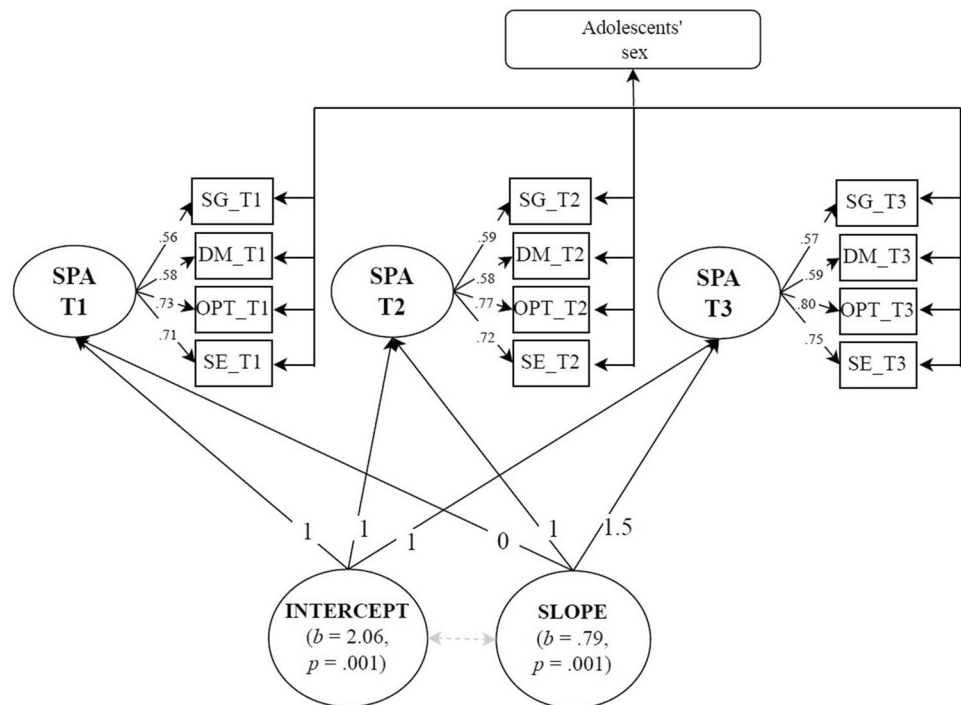 Adolescents'
sex
SPA
T1
.56
.58
.73
.71
SG_T1
DM_T1
OPT_T1
SE_T1
SPA
T2
.59
.58
.77
.72
SG_T2
DM_T2
OPT_T2
SE_T2
SPA
T3
.57
.59
.80
.75
SG_T3
DM_T3
OPT_T3
SE_T3
1
1
1
0
1
1.5
INTERCEPT
(b = 2.06,
p = .001)
SLOPE
(b = .79,
p = .001)